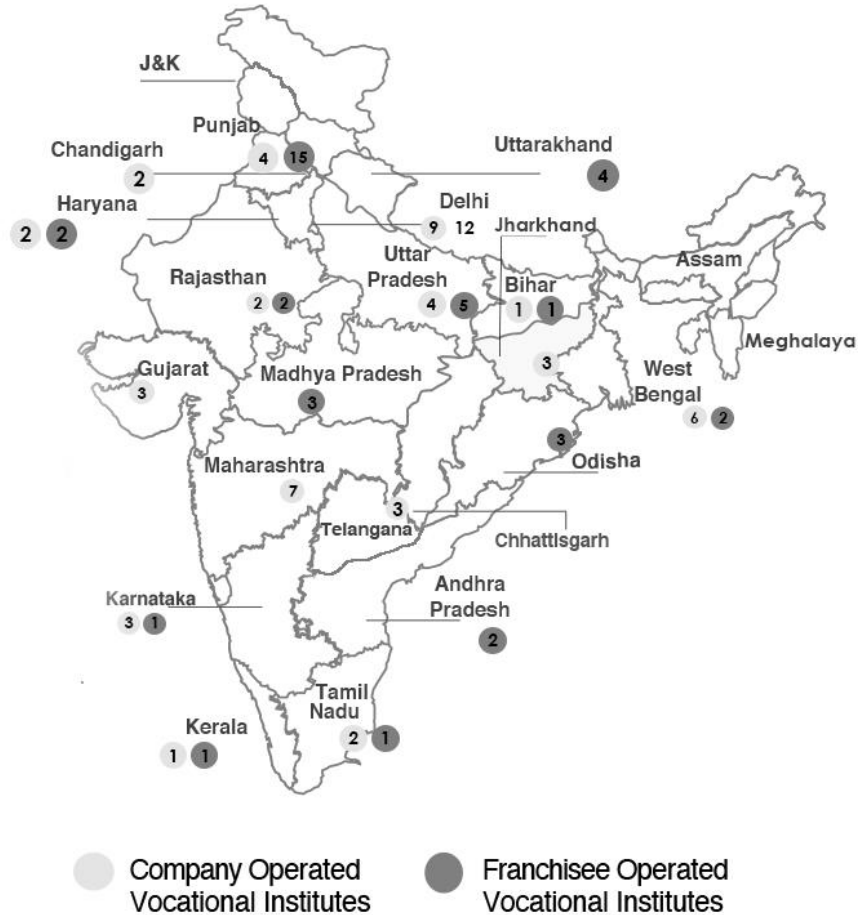 J&K
Punjab
4 15
Chandigarh
2
Uttarakhand
4
Haryana
2 2
Delhi
9 12
Jharkhand
Assam
Rajasthan
2 2
Uttar
Pradesh
4 5
Bihar
1 1
Meghalaya
Gujarat
3
Madhya Pradesh
3
3
West
Bengal
6 2
3
Odisha
Maharashtra
7
3
Telangana
Chhattisgarh
Karnataka
3 1
Andhra
Pradesh
2
Tamil
Nadu
2 1
Kerala
1 1
Company Operated
Vocational Institutes
Franchisee Operated
Vocational Institutes